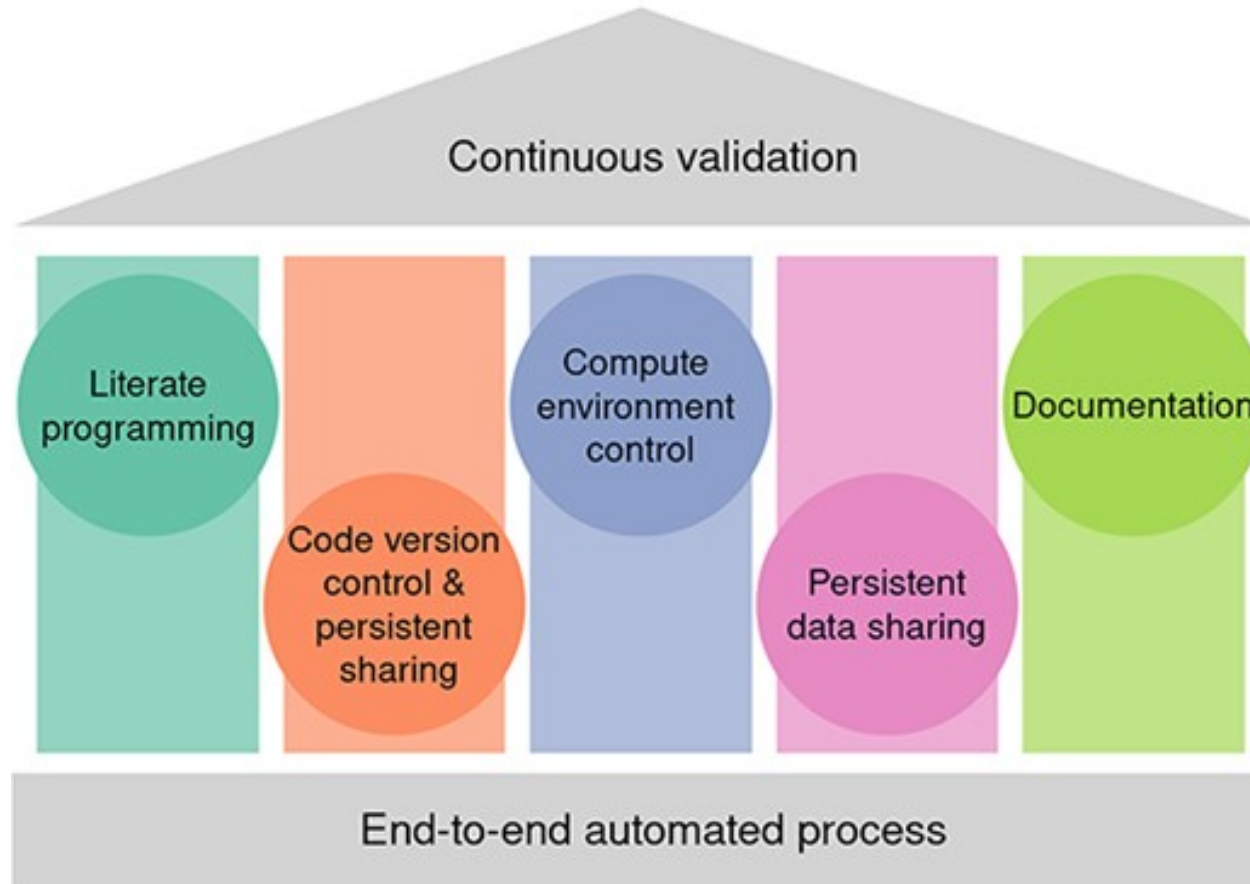 Continuous validation
Literate
programming
Code version
control &
persistent
sharing
Compute
environment
control
Persistent
data sharing
Documentation
End-to-end automated process